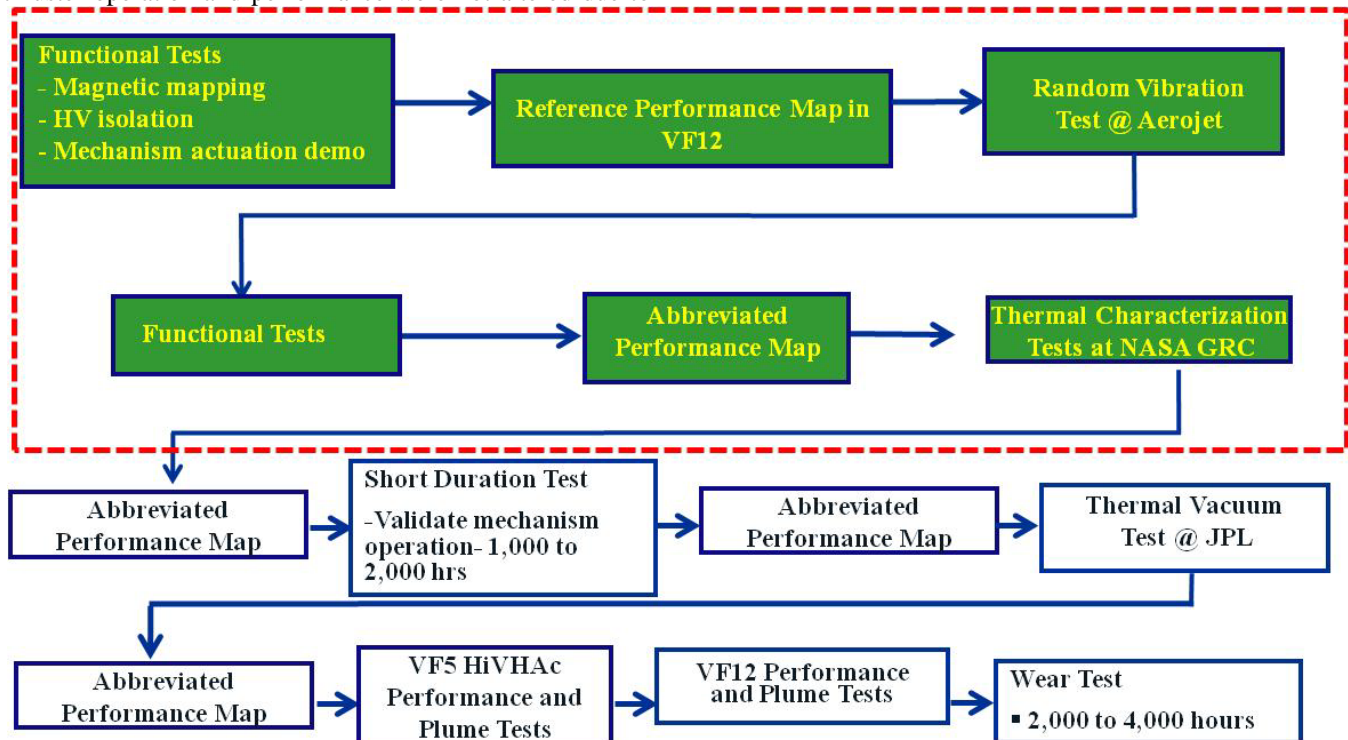 Functional Tests
- Magnetic mapping
- HV isolation
- Mechanism actuation demo
Reference Performance Map in
VF12
Random Vibration
Test @ Aerojet
Functional Tests
Abbreviated
Performance Map
Thermal Characterization
Tests at NASA GRC
Abbreviated
Performance Map
Short Duration Test
-Validate mechanism
operation- 1,000 to
2,000 hrs
Abbreviated
Performance Map
Thermal Vacuum
Test @ JPL
Abbreviated
Performance Map
VF5 HiVHAc
Performance and
Plume Tests
VF12 Performance
and Plume Tests
Wear Test
▪ 2,000 to 4,000 hours